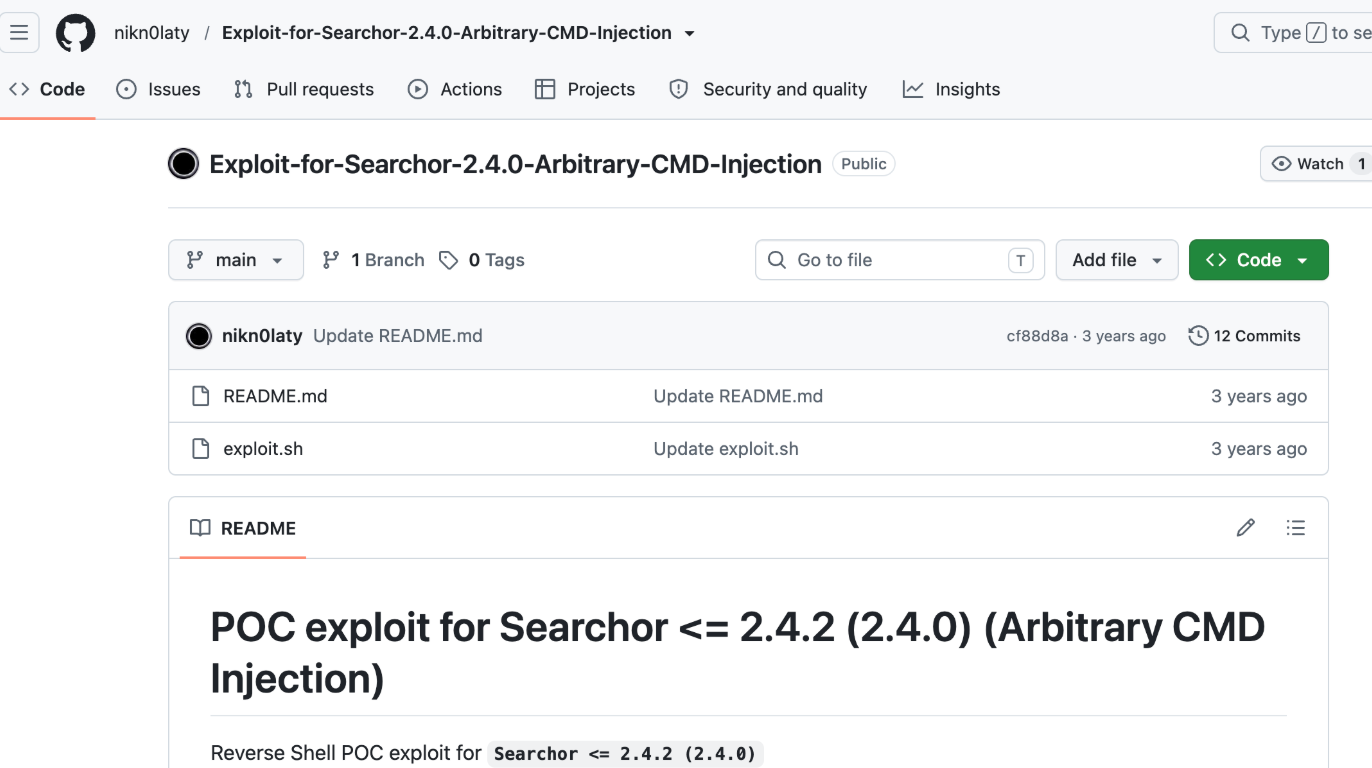 nikn0laty / Exploit-for-Searchor-2.4.0-Arbitrary-CMD-Injection
Type / to se
Code Issues Pull requests Actions Projects Security and quality Insights
Exploit-for-Searchor-2.4.0-Arbitrary-CMD-Injection Public
Watch 1
main 1 Branch 0 Tags
Go to file T
Add file
Code
nikn0laty Update README.md cf88d8a · 3 years ago 12 Commits
README.md Update README.md 3 years ago
exploit.sh Update exploit.sh 3 years ago
README
POC exploit for Searchor <= 2.4.2 (2.4.0) (Arbitrary CMD
Injection)
Reverse Shell POC exploit for Searchor <= 2.4.2 (2.4.0)